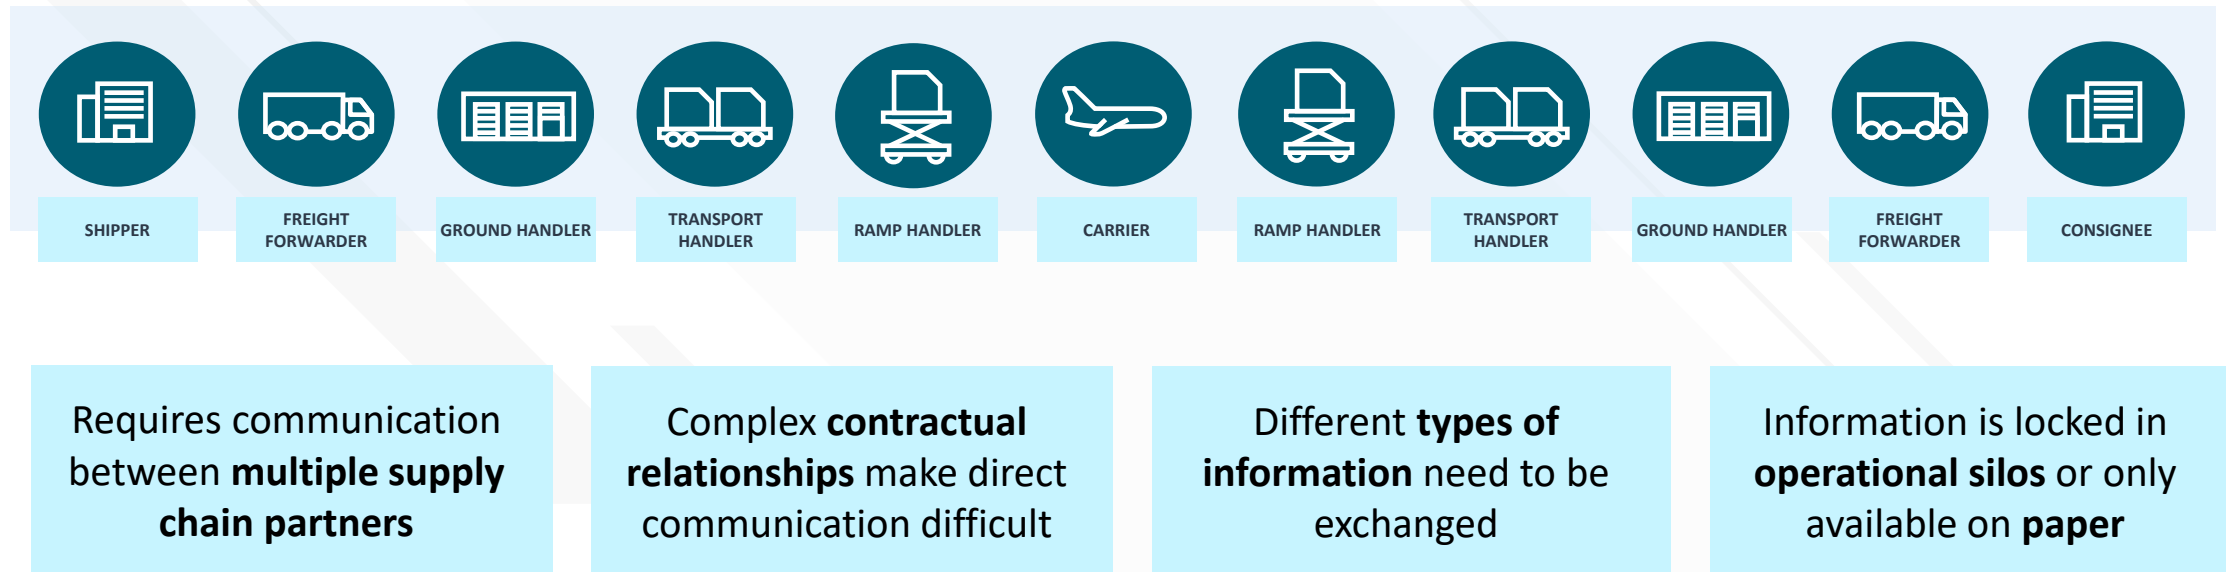 SHIPPER
FREIGHT
FORWARDER
GROUND HANDLER
TRANSPORT
HANDLER
RAMP HANDLER
CARRIER
RAMP HANDLER
TRANSPORT
HANDLER
GROUND HANDLER
FREIGHT
FORWARDER
CONSIGNEE
Requires communication
between multiple supply
chain partners
Complex contractual
relationships make direct
communication difficult
Different types of
information need to be
exchanged
Information is locked in
operational silos or only
available on paper